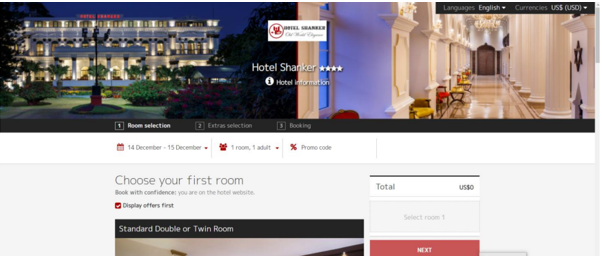 Languages English Currencies US$ (USD)
HOTEL SHANKER
HOTEL SHANKER
Old World Elegance
Hotel Shanker
Hotel information
1 Room selection 2 Extras selection 3 Booking
14 December - 15 December 1 room, 1 adult Promo code
Choose your first room
Book with confidence: you are on the hotel website.
Display offers first
Total US$0
Select room 1
Standard Double or Twin Room
NEXT